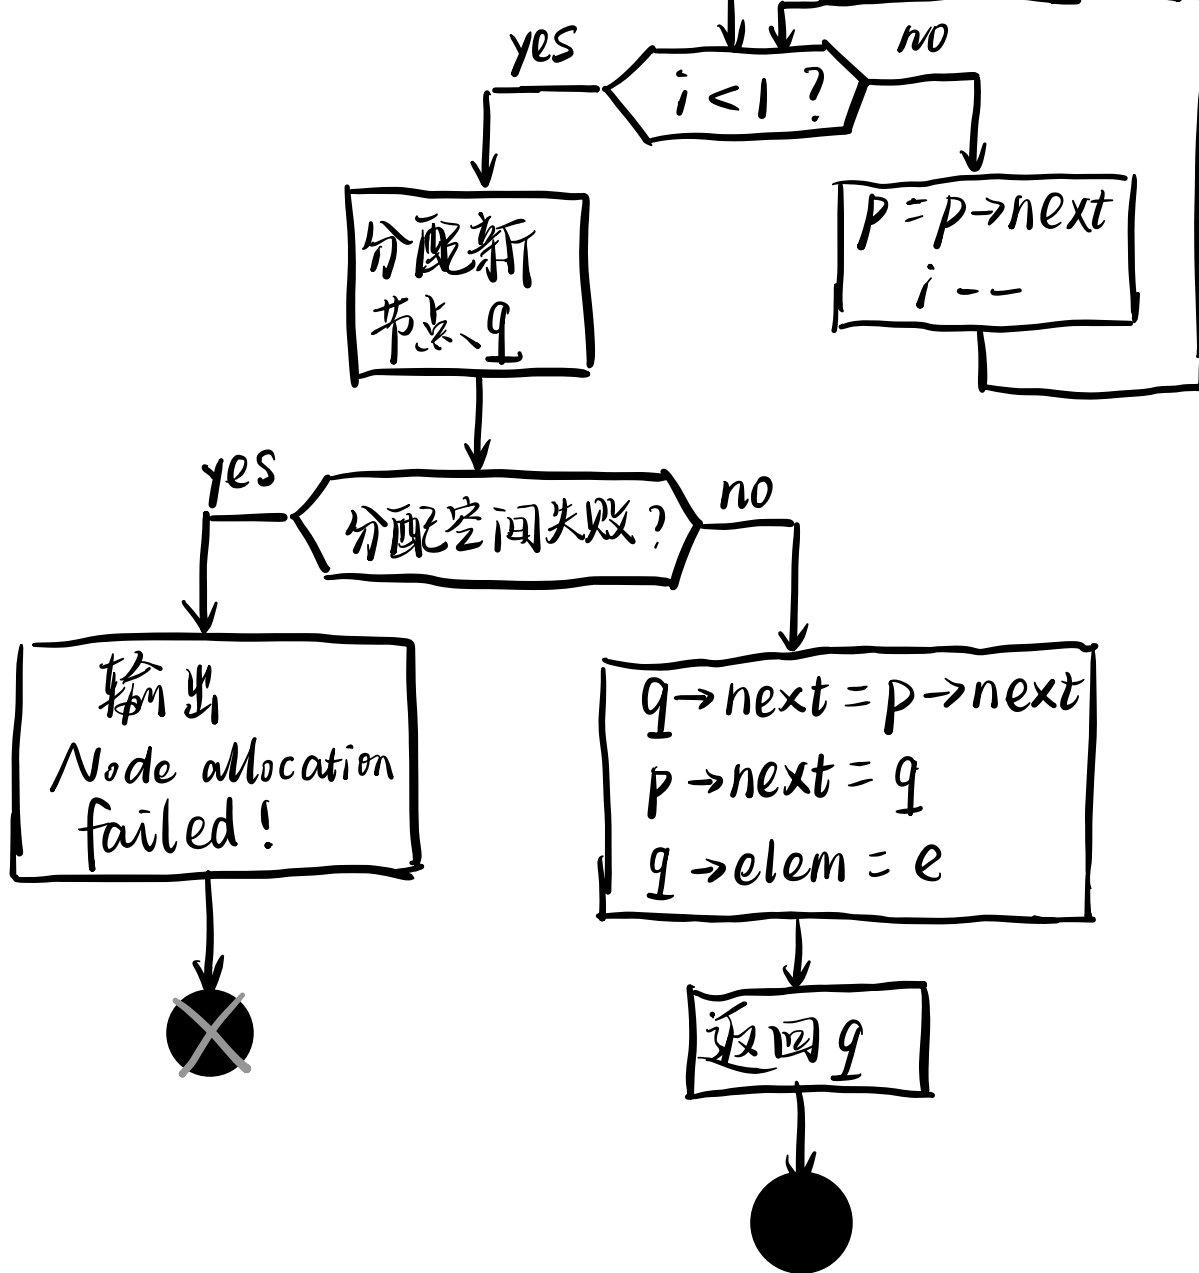 yes
no
i < 1 ?
分配新
节点、q
p = p→next
i --
yes
no
分配空间失败？
输出
Node allocation
failed!
q→next = p→next
p→next = q
q→elem = e
返回q